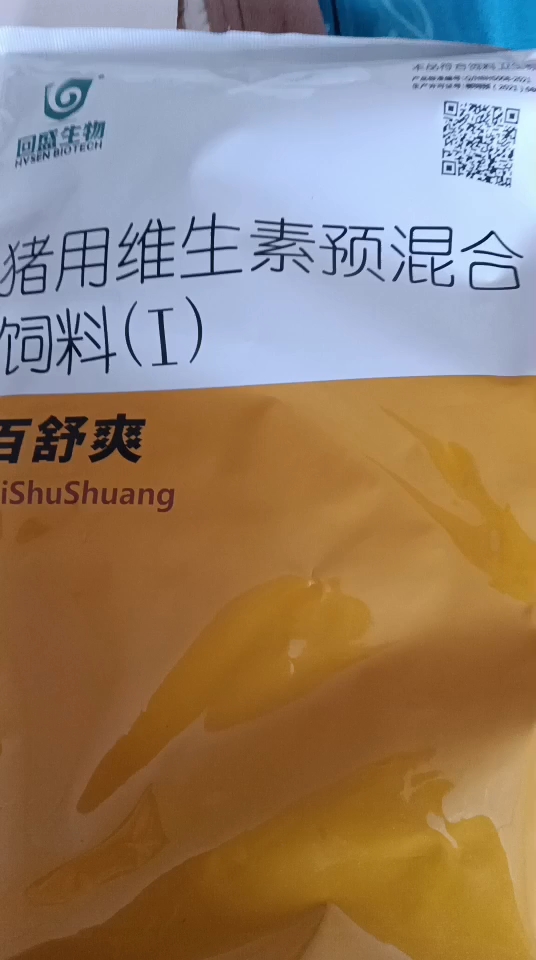 回盛生物
HVSEN BIOTECH
猪用维生素预混合
饲料(I)
百舒爽
iShuShuang